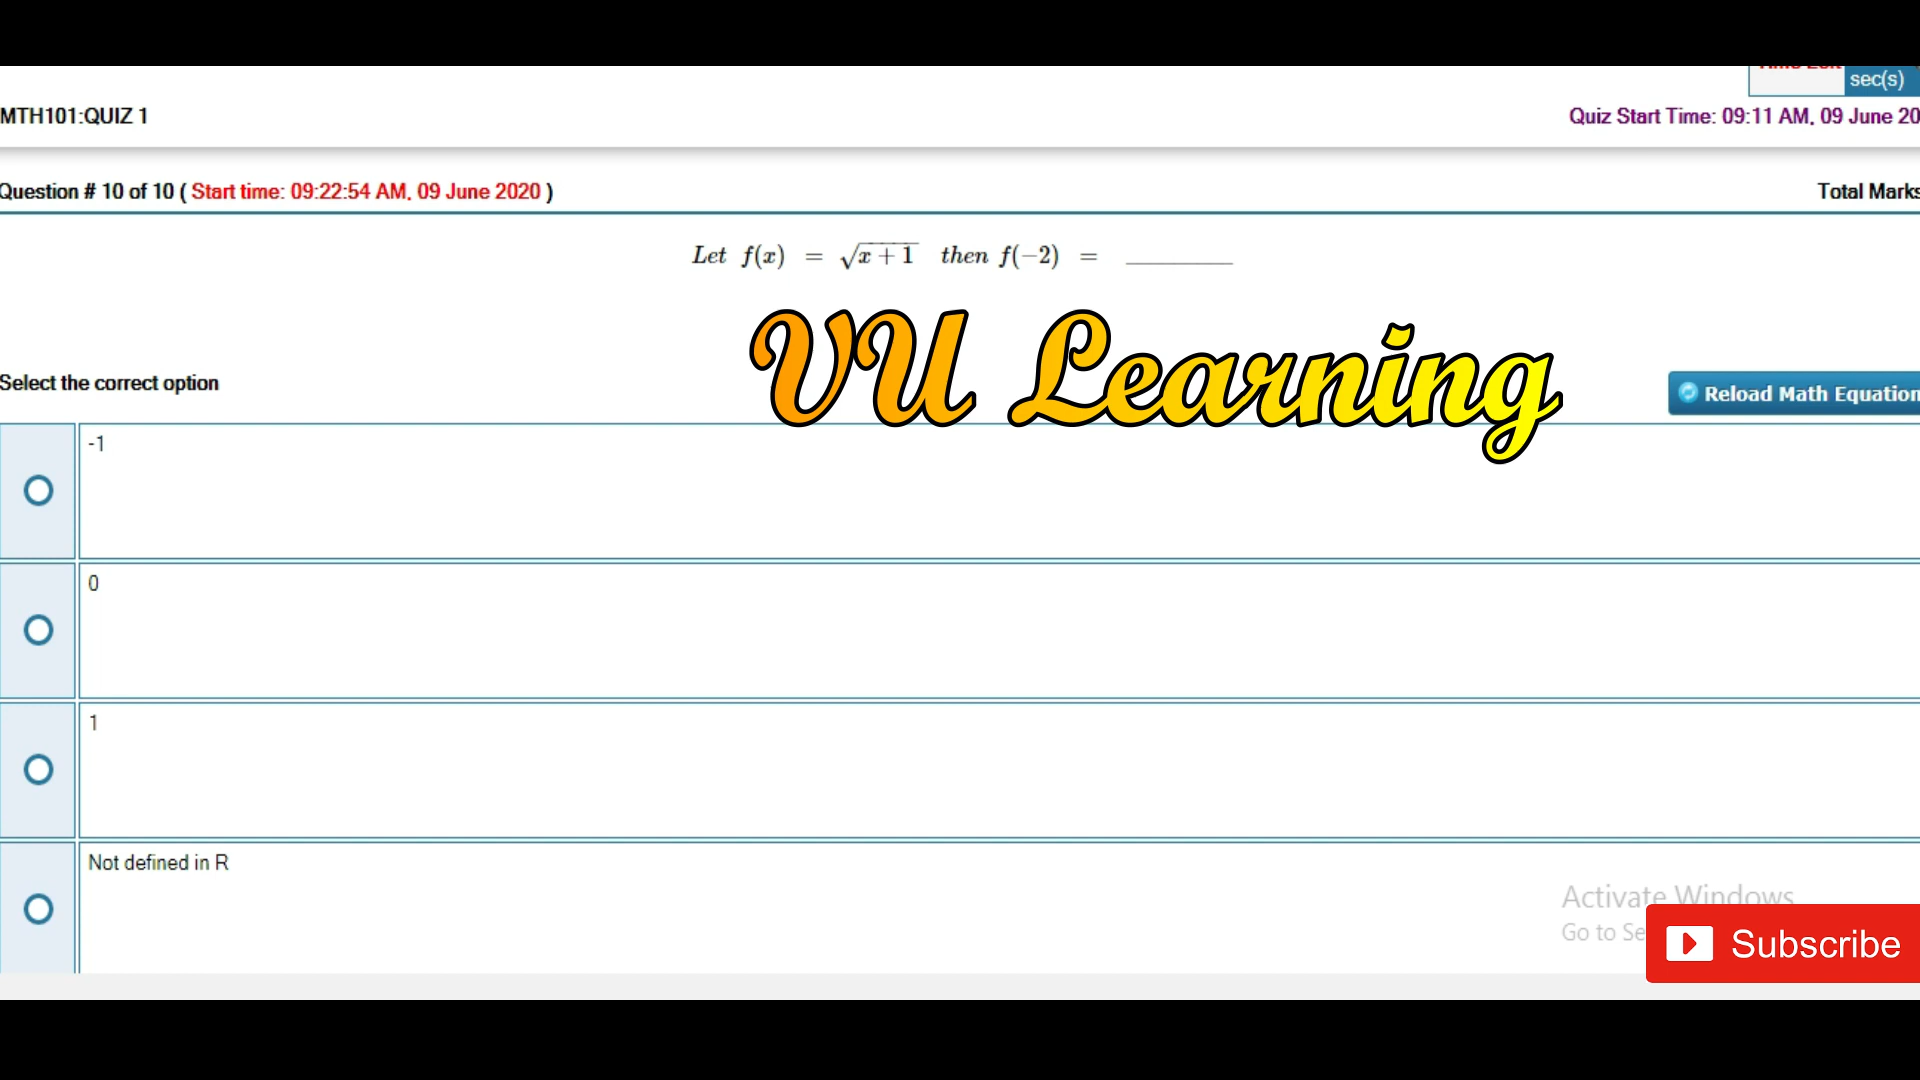 sec(s)
MTH101:QUIZ 1
Quiz Start Time: 09:11 AM, 09 June 20
Question # 10 of 10 ( Start time: 09:22:54 AM, 09 June 2020 )
Total Marks
Let f(x) = √x + 1 then f(−2) = ________
VU Learning
Select the correct option
Reload Math Equation
-1
0
1
Not defined in R
Activate Windows
Go to Se
Subscribe